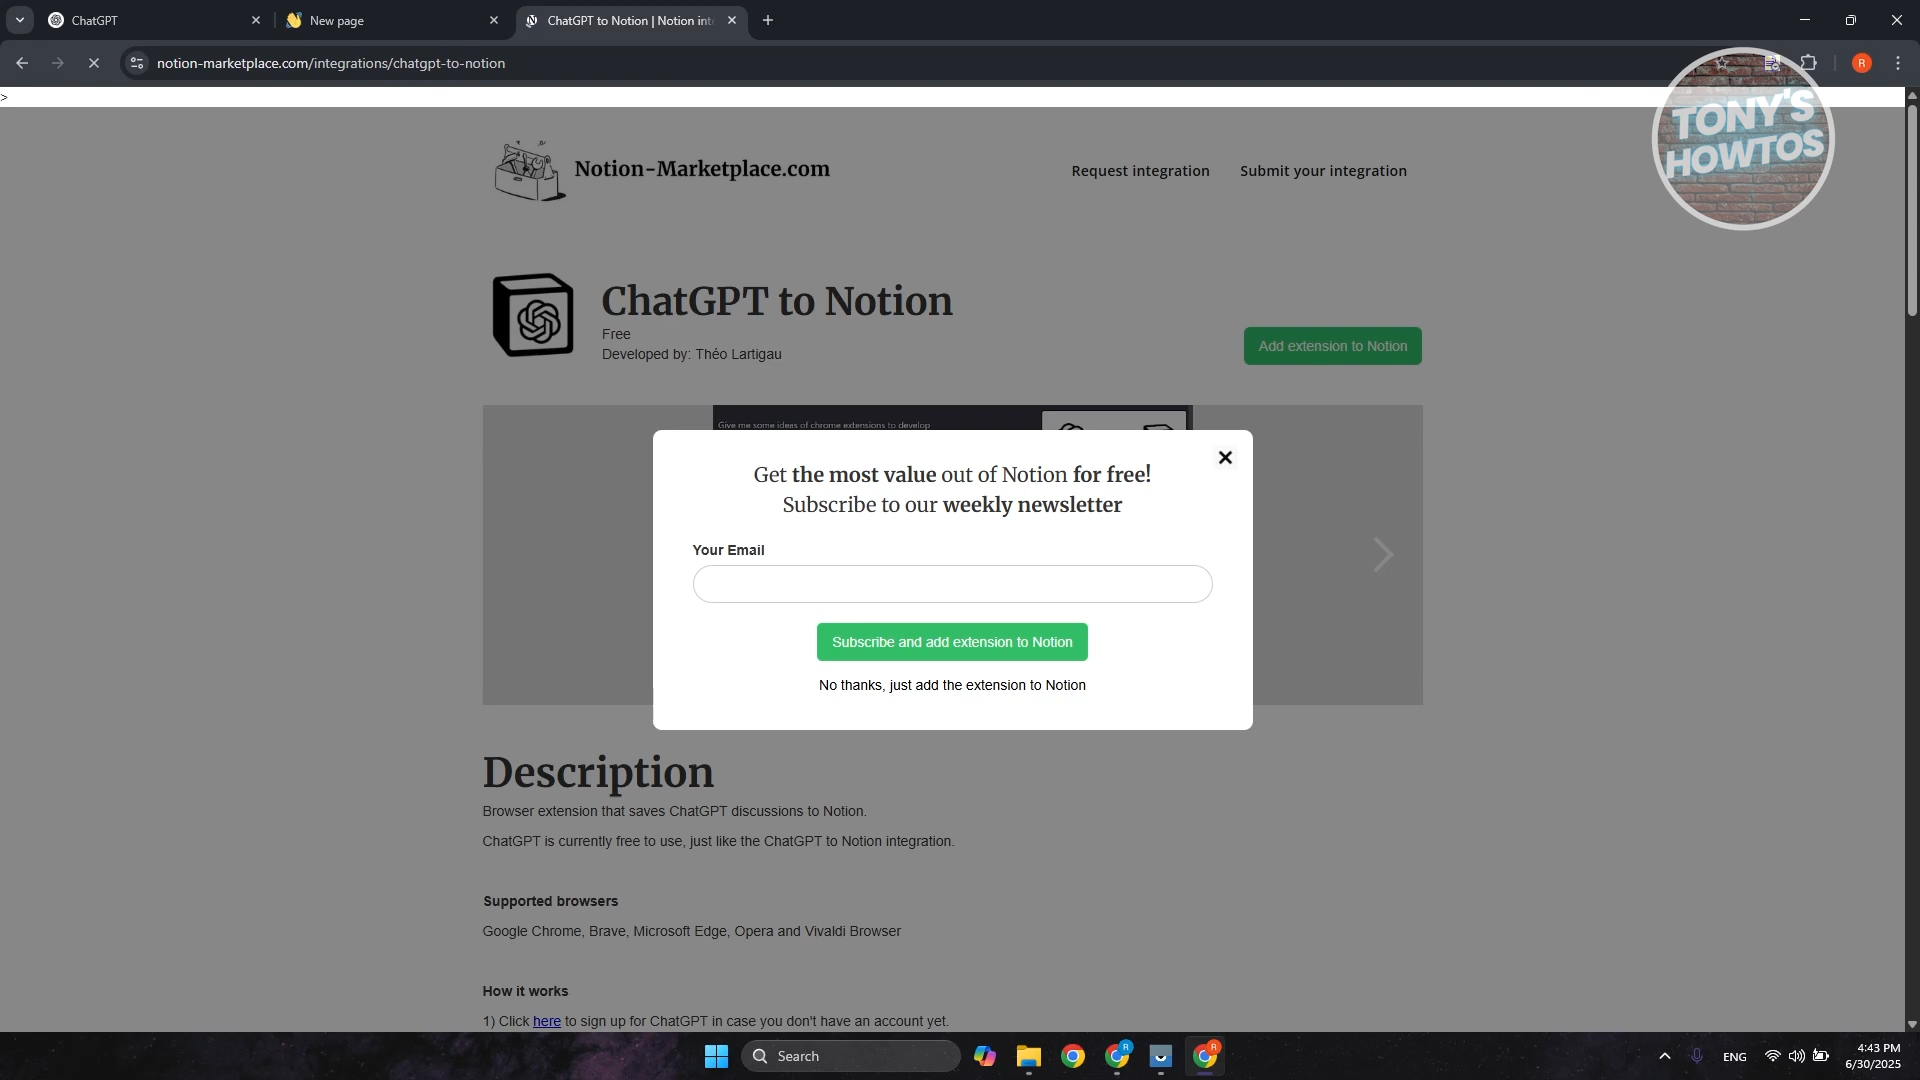 ChatGPT
New page
ChatGPT to Notion | Notion int
notion-marketplace.com/integrations/chatgpt-to-notion
R
>
TONY'S
HOWTOS
Notion-Marketplace.com
Request integration
Submit your integration
ChatGPT to Notion
Free
Developed by: Théo Lartigau
Add extension to Notion
Give me some ideas of chrome extensions to develop
Get the most value out of Notion for free!
Subscribe to our weekly newsletter
Your Email
Subscribe and add extension to Notion
No thanks, just add the extension to Notion
Description
Browser extension that saves ChatGPT discussions to Notion.
ChatGPT is currently free to use, just like the ChatGPT to Notion integration.
Supported browsers
Google Chrome, Brave, Microsoft Edge, Opera and Vivaldi Browser
How it works
1) Click here to sign up for ChatGPT in case you don't have an account yet.
Search
R
R
ENG
4:43 PM
6/30/2025